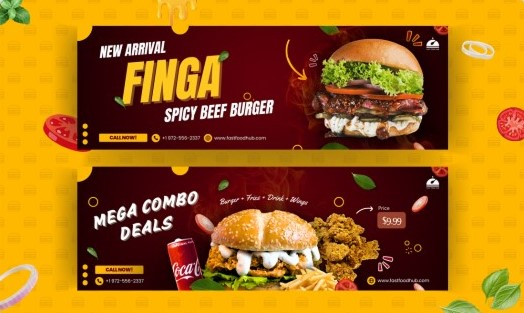 NEW ARRIVAL
FINGA
SPICY BEEF BURGER
CALL NOW!
+1 972-556-2337
www.fastfoodhub.com
MEGA COMBO
DEALS
Burger + Fries + Drink + Wings
Price
$9.99
Coca
CALL NOW!
+1 972-556-2337
www.fastfoodhub.com